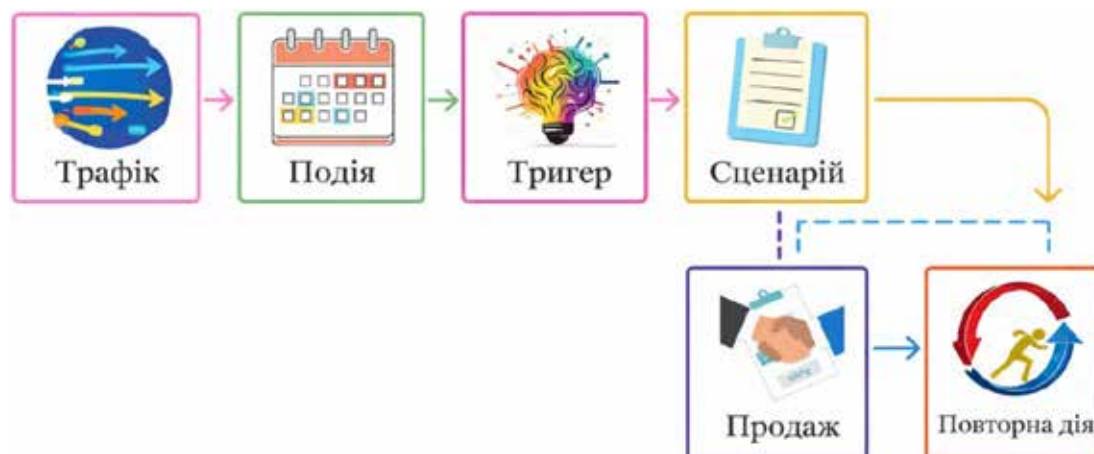 Трафік
Подія
Тригер
Сценарій
Продаж
Повторна дія